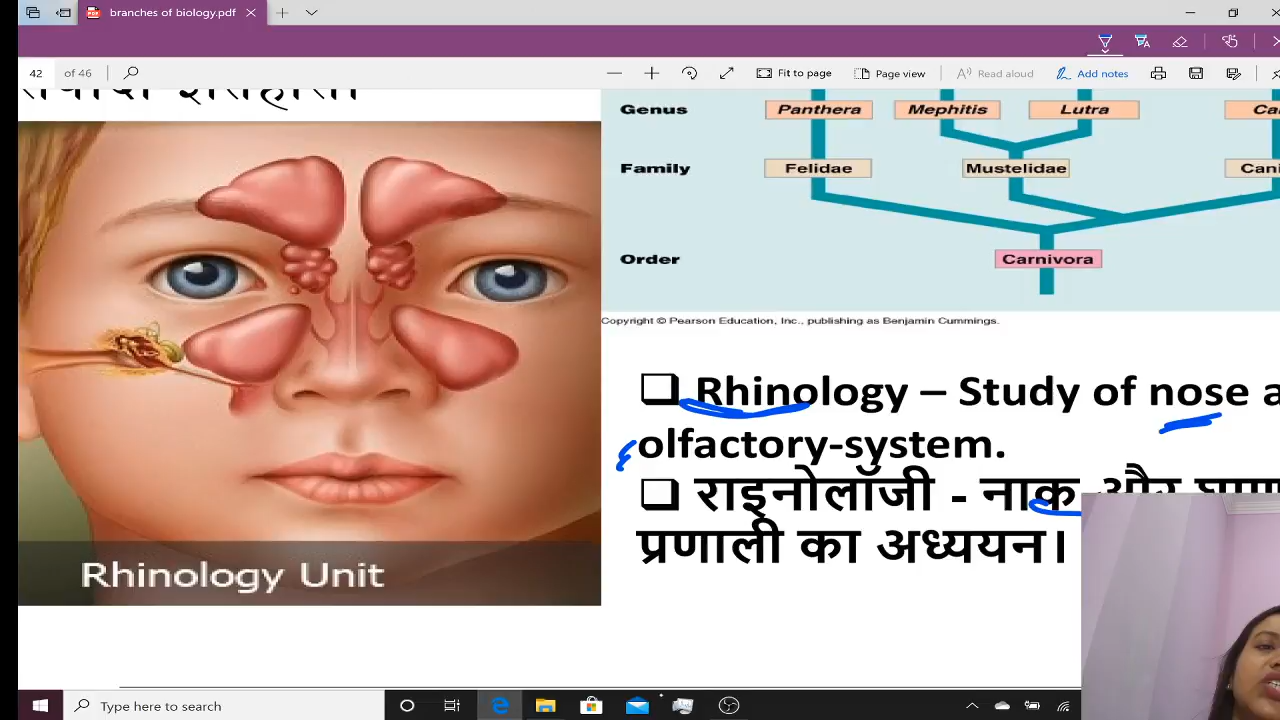 branches of biology.pdf
42 of 46
Fit to page
Page view
Read aloud
Add notes
Genus Panthera Mephitis Lutra
Family Felidae Mustelidae
Order Carnivora
Copyright © Pearson Education, Inc., publishing as Benjamin Cummings.
❑ Rhinology – Study of nose
olfactory-system.
❑ राइनोलॉजी - नाक और
प्रणाली का अध्ययन।
Rhinology Unit
Type here to search